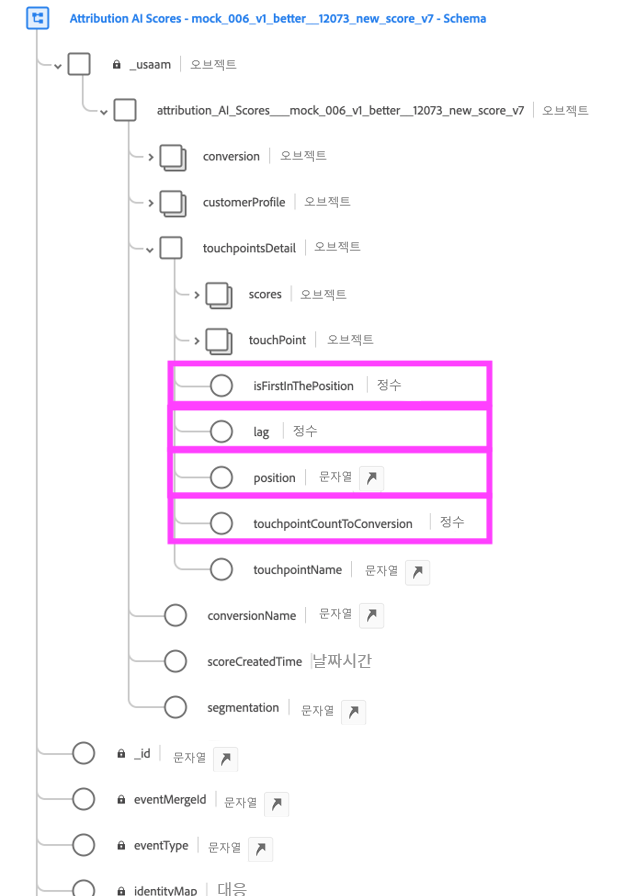 Attribution AI Scores - mock_006_v1_better__12073_new_score_v7 - Schema
_usaam 오브젝트
attribution_AI_Scores___mock_006_v1_better__12073_new_score_v7 오브젝트
conversion 오브젝트
customerProfile 오브젝트
touchpointsDetail 오브젝트
scores 오브젝트
touchPoint 오브젝트
isFirstInThePosition 정수
lag 정수
position 문자열
touchpointCountToConversion 정수
touchpointName 문자열
conversionName 문자열
scoreCreatedTime 날짜시간
segmentation 문자열
_id 문자열
eventMergeId 문자열
eventType 문자열
identityMap 대응